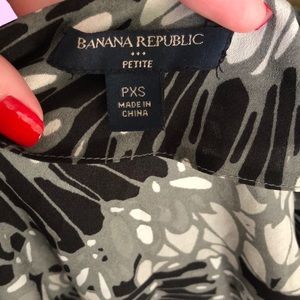 BANANA REPUBLIC
PETITE
PXS
MADE IN
CHINA